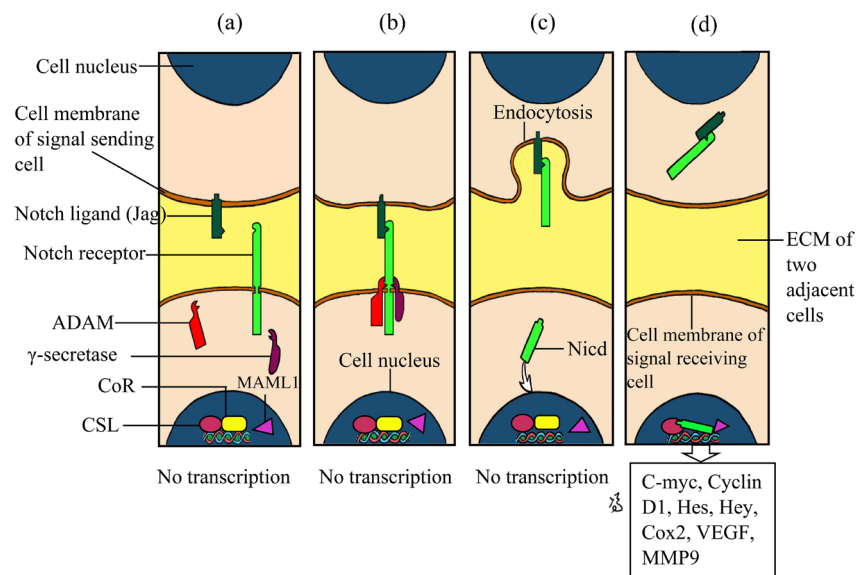 (a)
(b)
(c)
(d)
Cell nucleus
Cell membrane
of signal sending
cell
Notch ligand (Jag)
Notch receptor
ADAM
γ-secretase
CoR
MAML1
CSL
Cell nucleus
Endocytosis
Nicd
ECM of
two
adjacent
cells
Cell membrane of
signal receiving
cell
No transcription
No transcription
No transcription
C-myc, Cyclin
D1, Hes, Hey,
Cox2, VEGF,
MMP9